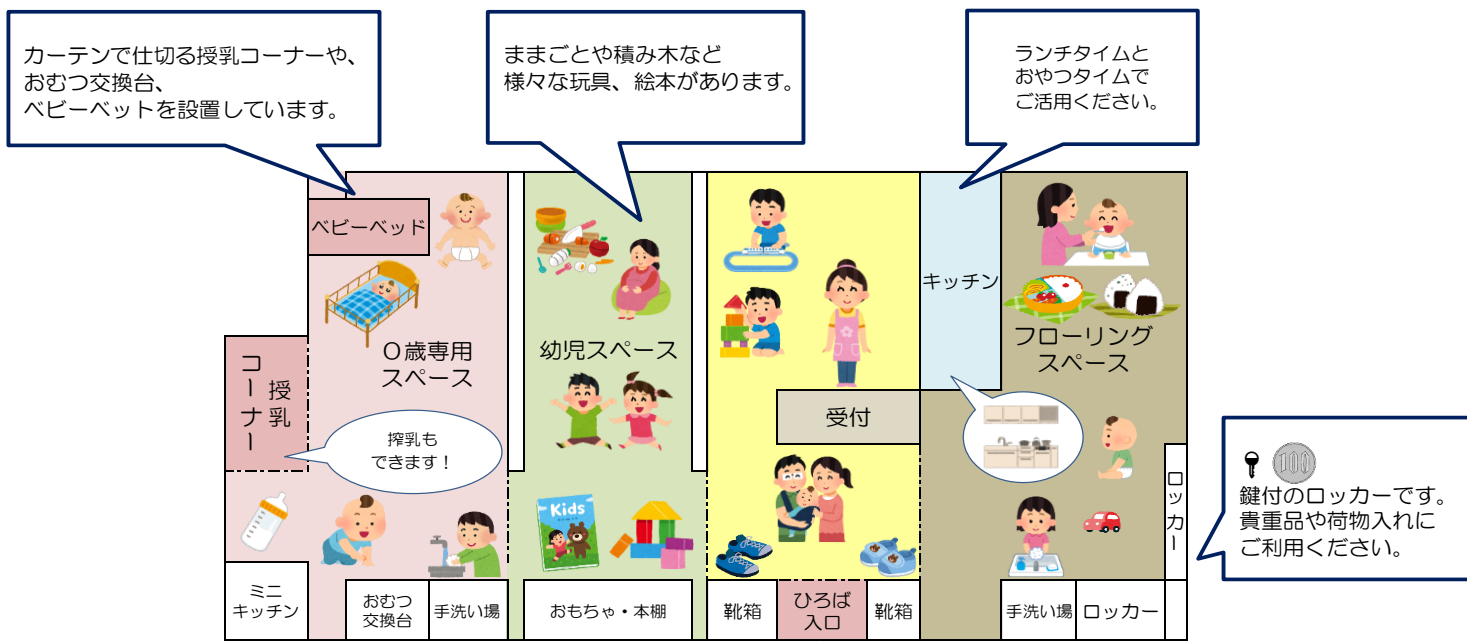 カーテンで仕切る授乳コーナーや、
おむつ交換台、
ベビーベットを設置しています。
ままごとや積み木など
様々な玩具、絵本があります。
ランチタイムと
おやつタイムで
ご活用ください。
ベビーベッド
０歳専用
スペース
授乳
コーナー
搾乳も
できます！
ミニ
キッチン
おむつ
交換台
手洗い場
幼児スペース
Kids
おもちゃ・本棚
受付
靴箱
ひろば
入口
靴箱
キッチン
フローリング
スペース
手洗い場
ロッカー
ロッカー
100
鍵付のロッカーです。
貴重品や荷物入れに
ご利用ください。